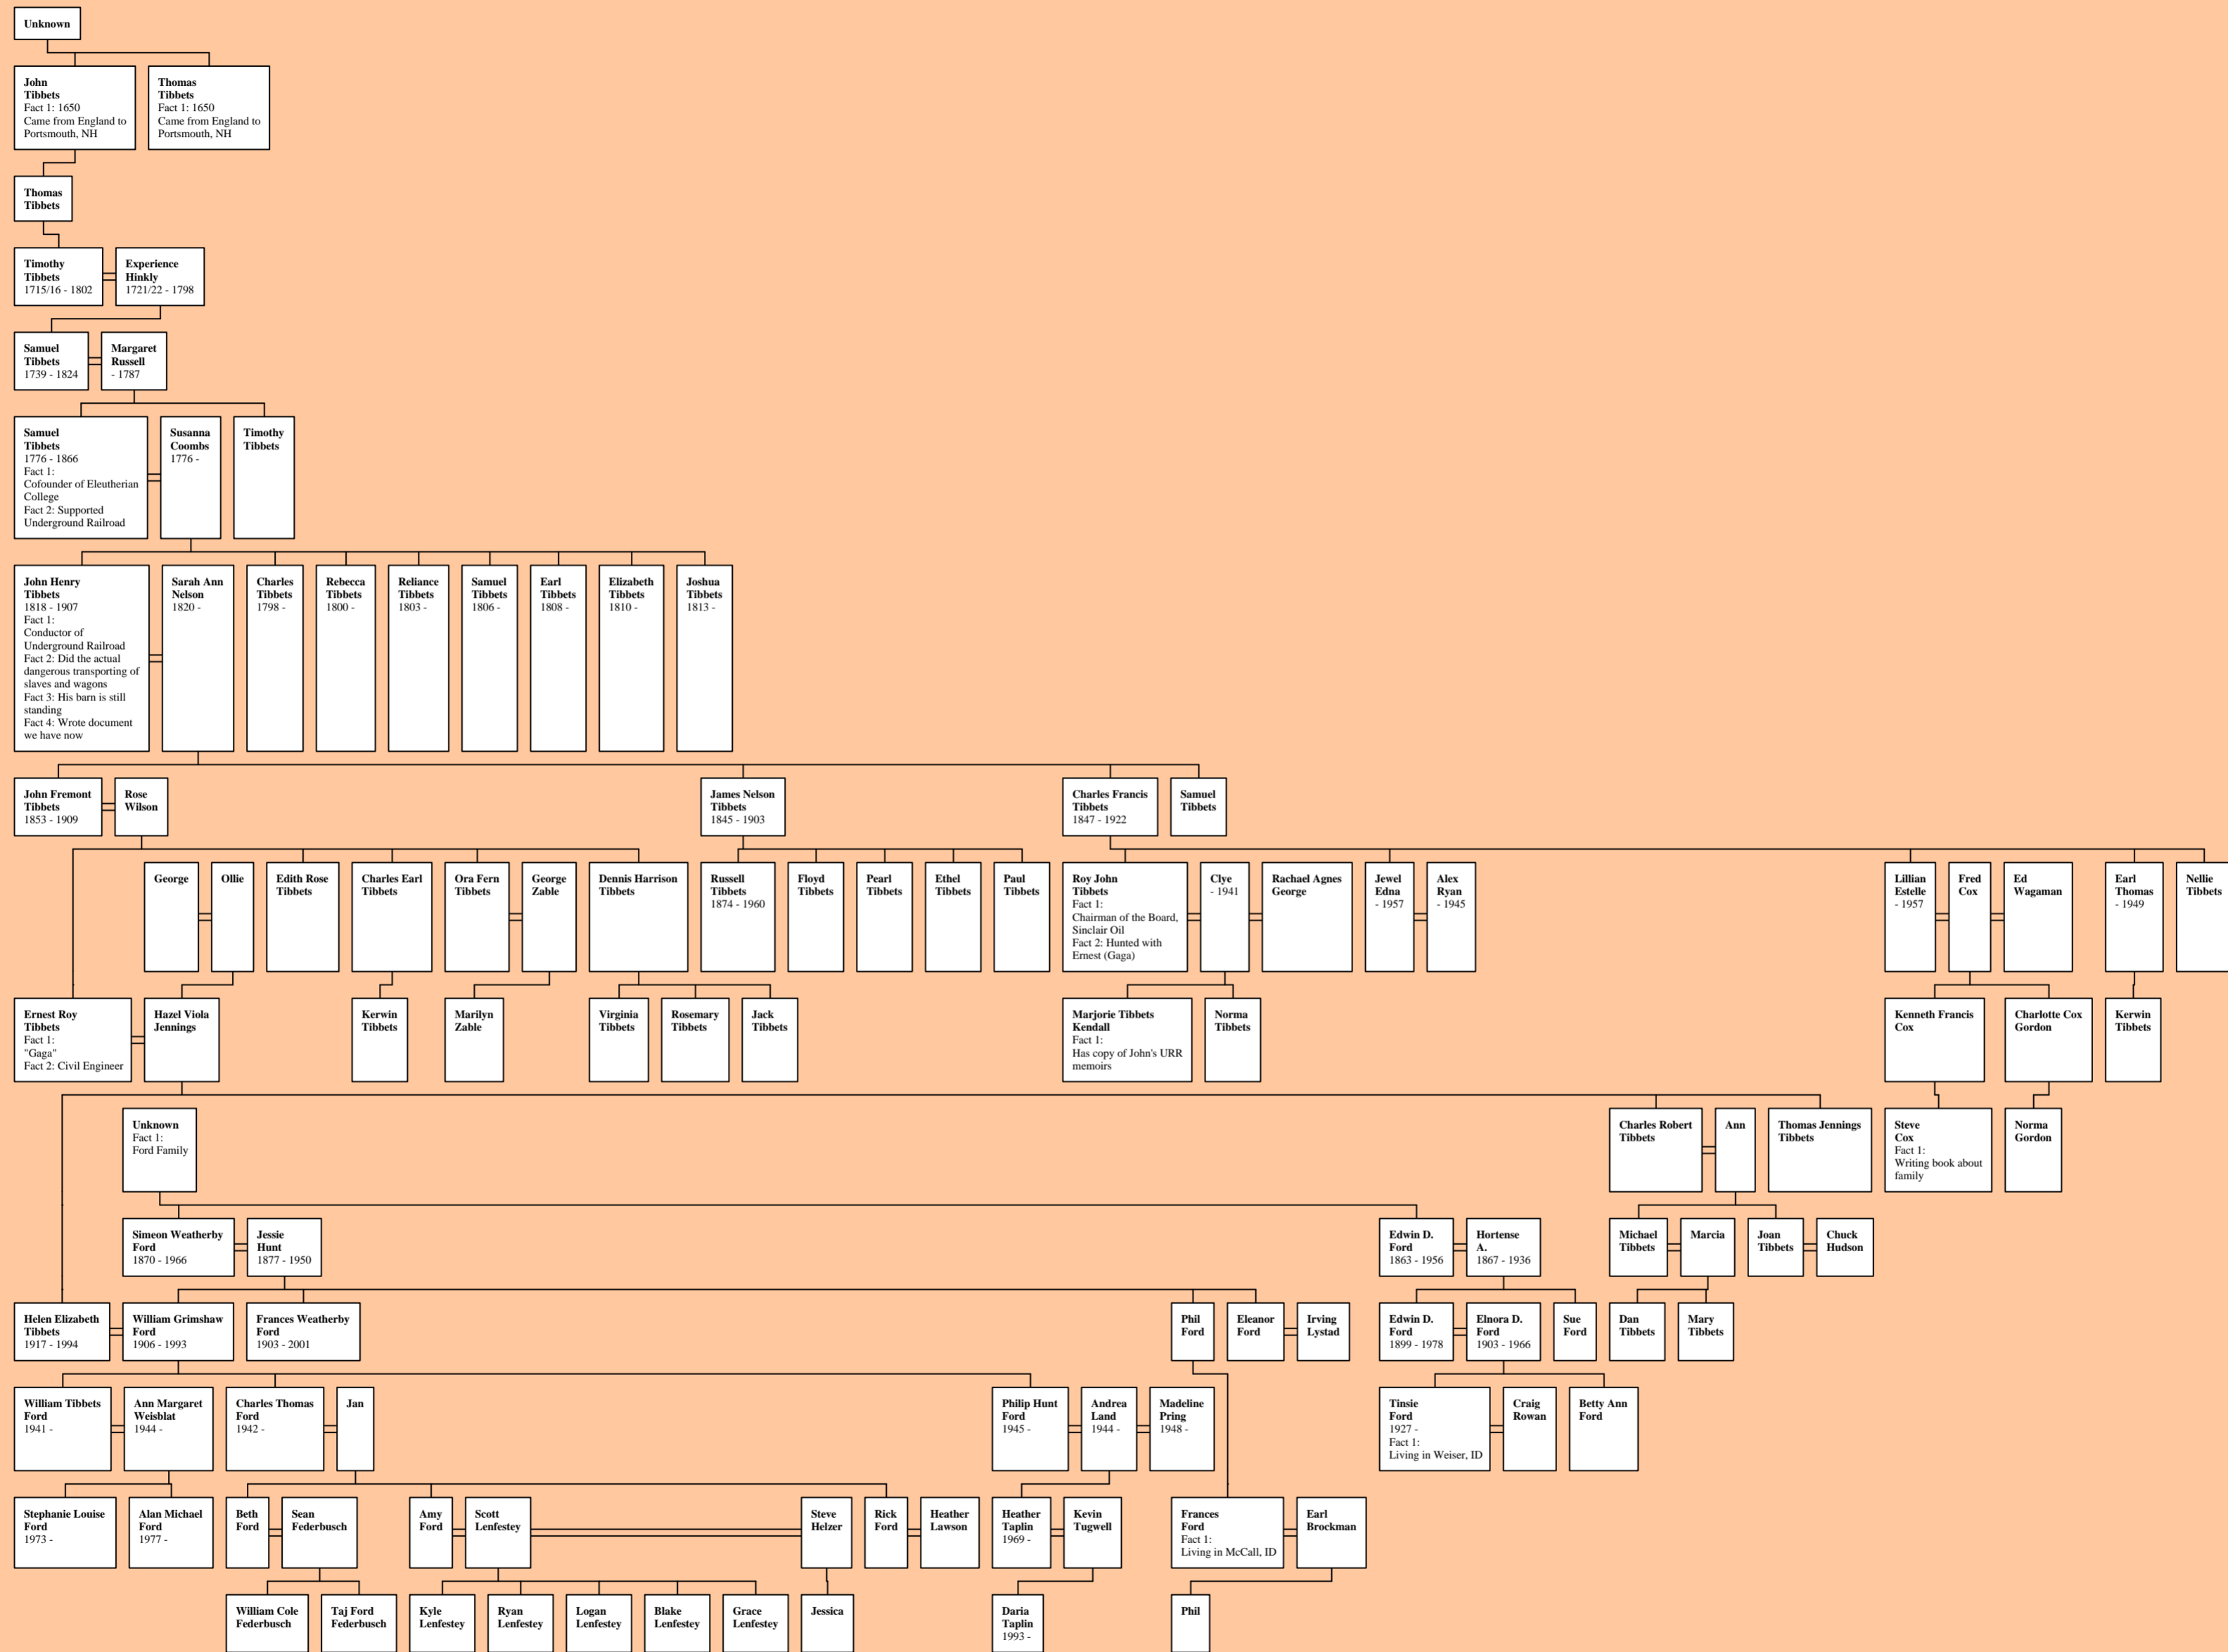 Unknown
John
Tibbets
Fact 1: 1650
Came from England to
Portsmouth, NH
Thomas
Tibbets
Fact 1: 1650
Came from England to
Portsmouth, NH
Thomas
Tibbets
Timothy
Tibbets
1715/16 - 1802
Experience
Hinkly
1721/22 - 1798
Samuel
Tibbets
1739 - 1824
Margaret
Russell
- 1787
Samuel
Tibbets
1776 - 1866
Fact 1:
Cofounder of Eleutherian
College
Fact 2: Supported
Underground Railroad
Susanna
Coombs
1776 -
Timothy
Tibbets
John Henry
Tibbets
1818 - 1907
Fact 1:
Conductor of
Underground Railroad
Fact 2: Did the actual
dangerous transporting of
slaves and wagons
Fact 3: His barn is still
standing
Fact 4: Wrote document
we have now
Sarah Ann
Nelson
1820 -
Charles
Tibbets
1798 -
Rebecca
Tibbets
1800 -
Reliance
Tibbets
1803 -
Samuel
Tibbets
1806 -
Earl
Tibbets
1808 -
Elizabeth
Tibbets
1810 -
Joshua
Tibbets
1813 -
John Fremont
Tibbets
1853 - 1909
Rose
Wilson
James Nelson
Tibbets
1845 - 1903
Charles Francis
Tibbets
1847 - 1922
Samuel
Tibbets
George
Ollie
Edith Rose
Tibbets
Charles Earl
Tibbets
Ora Fern
Tibbets
George
Zable
Dennis Harrison
Tibbets
Russell
Tibbets
1874 - 1960
Floyd
Tibbets
Pearl
Tibbets
Ethel
Tibbets
Paul
Tibbets
Roy John
Tibbets
Fact 1:
Chairman of the Board,
Sinclair Oil
Fact 2: Hunted with
Ernest (Gaga)
Clye
- 1941
Rachael Agnes
George
Jewel
Edna
- 1957
Alex
Ryan
- 1945
Lillian
Estelle
- 1957
Fred
Cox
Ed
Wagaman
Earl
Thomas
- 1949
Nellie
Tibbets
Ernest Roy
Tibbets
Fact 1:
"Gaga"
Fact 2: Civil Engineer
Hazel Viola
Jennings
Kerwin
Tibbets
Marilyn
Zable
Virginia
Tibbets
Rosemary
Tibbets
Jack
Tibbets
Marjorie Tibbets
Kendall
Fact 1:
Has copy of John's URR
memoirs
Norma
Tibbets
Kenneth Francis
Cox
Charlotte Cox
Gordon
Kerwin
Tibbets
Unknown
Fact 1:
Ford Family
Charles Robert
Tibbets
Ann
Thomas Jennings
Tibbets
Steve
Cox
Fact 1:
Writing book about
family
Norma
Gordon
Simeon Weatherby
Ford
1870 - 1966
Jessie
Hunt
1877 - 1950
Edwin D.
Ford
1863 - 1956
Hortense
A.
1867 - 1936
Michael
Tibbets
Marcia
Joan
Tibbets
Chuck
Hudson
Helen Elizabeth
Tibbets
1917 - 1994
William Grimshaw
Ford
1906 - 1993
Frances Weatherby
Ford
1903 - 2001
Phil
Ford
Eleanor
Ford
Irving
Lystad
Edwin D.
Ford
1899 - 1978
Elnora D.
Ford
1903 - 1966
Sue
Ford
Dan
Tibbets
Mary
Tibbets
William Tibbets
Ford
1941 -
Ann Margaret
Weisblat
1944 -
Charles Thomas
Ford
1942 -
Jan
Philip Hunt
Ford
1945 -
Andrea
Land
1944 -
Madeline
Pring
1948 -
Tinsie
Ford
1927 -
Fact 1:
Living in Weiser, ID
Craig
Rowan
Betty Ann
Ford
Stephanie Louise
Ford
1973 -
Alan Michael
Ford
1977 -
Beth
Ford
Sean
Federbusch
Amy
Ford
Scott
Lenfestey
Steve
Helzer
Rick
Ford
Heather
Lawson
Heather
Taplin
1969 -
Kevin
Tugwell
Frances
Ford
Fact 1:
Living in McCall, ID
Earl
Brockman
William Cole
Federbusch
Taj Ford
Federbusch
Kyle
Lenfestey
Ryan
Lenfestey
Logan
Lenfestey
Blake
Lenfestey
Grace
Lenfestey
Jessica
Daria
Taplin
1993 -
Phil